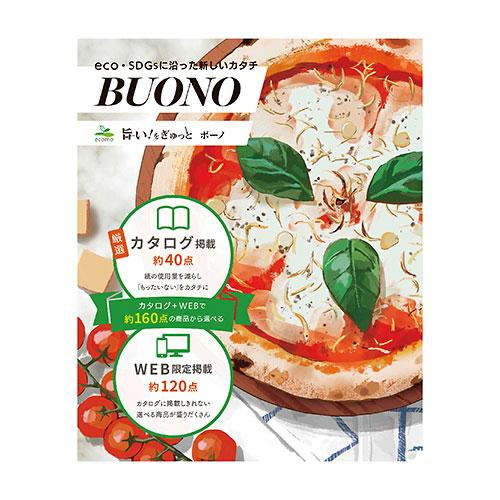 eco・SDGsに沿った新しいカタチ
BUONO
ecomo
旨・い!をぎゅっと ボーノ
厳選
カタログ掲載
約40点
紙の使用量を減らし
「もったいない」をカタチに
カタログ+WEBで
約160点の商品から選べる
WEB限定掲載
約120点
カタログに掲載しきれない
選べる商品が盛りだくさん